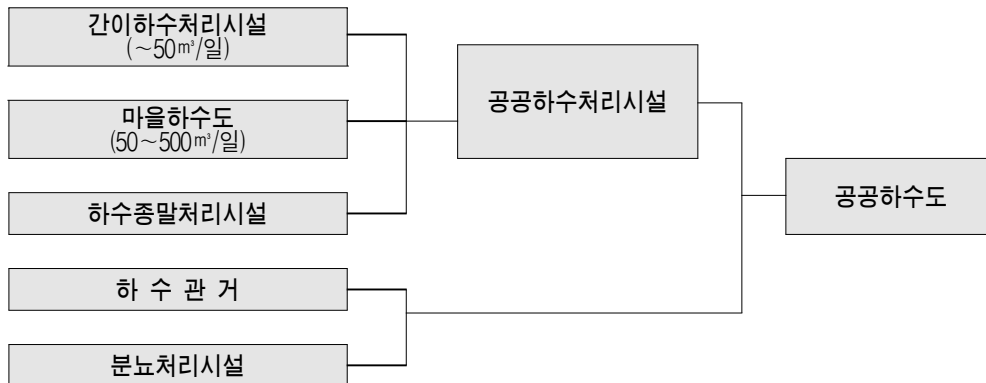 간이하수처리시설
(~50㎥/일)
마을하수도
(50~500㎥/일)
하수종말처리시설
하 수 관 거
분뇨처리시설
공공하수처리시설
공공하수도